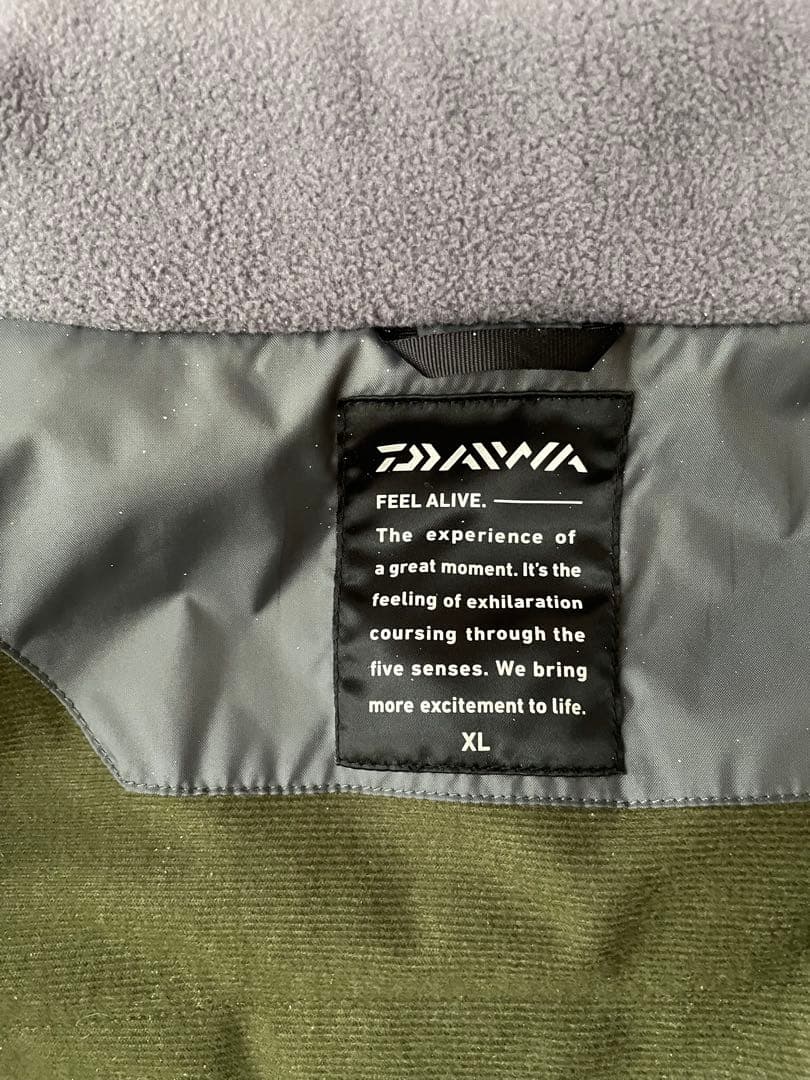 DAIWA
FEEL ALIVE.
The experience of
a great moment. It's the
feeling of exhilaration
coursing through the
five senses. We bring
more excitement to life.
XL